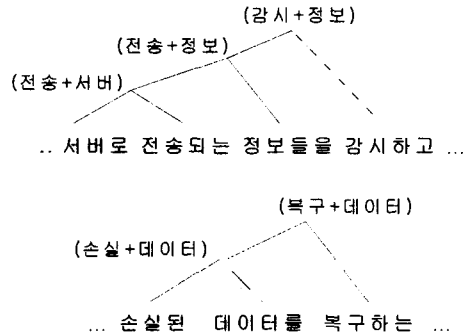 (감시+정보)
(전송+정보)
(전송+서버)
.. 서버로 전송되는 정보들을 감시하고 ...
(복구+데이터)
(손실+데이터)
... 손실된 데이터를 복구하는 ...